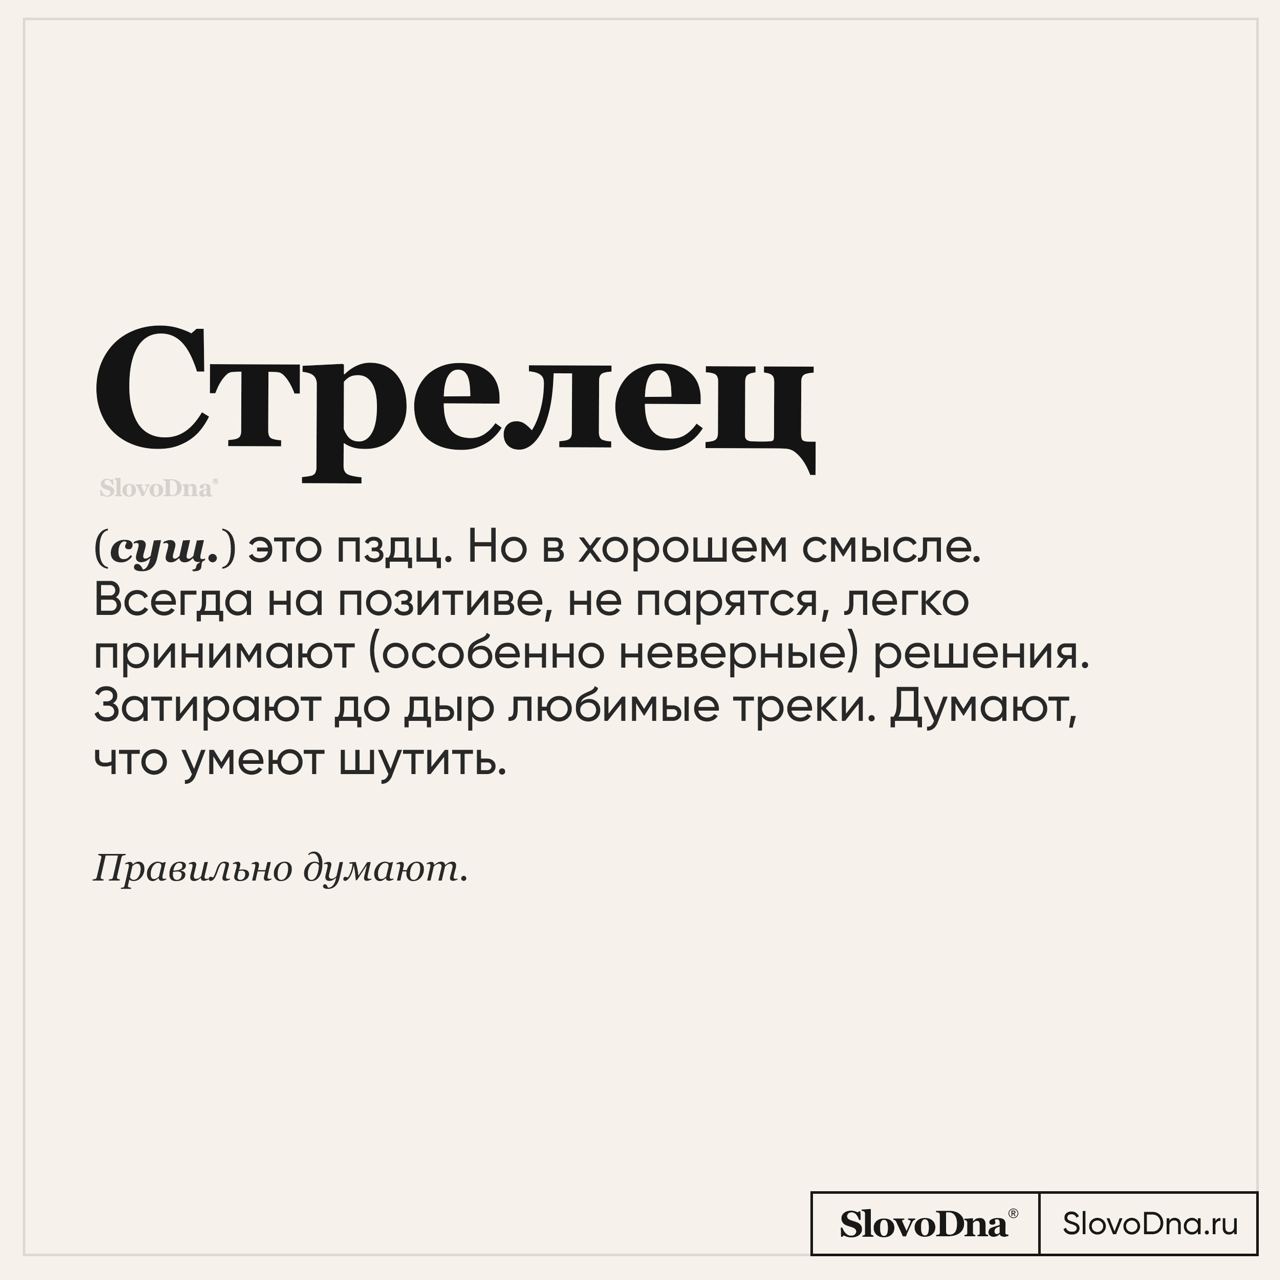 Стрелец
SlovoDna®
(сущ.) это пздц. Но в хорошем смысле.
Всегда на позитиве, не парятся, легко
принимают (особенно неверные) решения.
Затирают до дыр любимые треки. Думают,
что умеют шутить.
Правильно думают.
SlovoDna® SlovoDna.ru